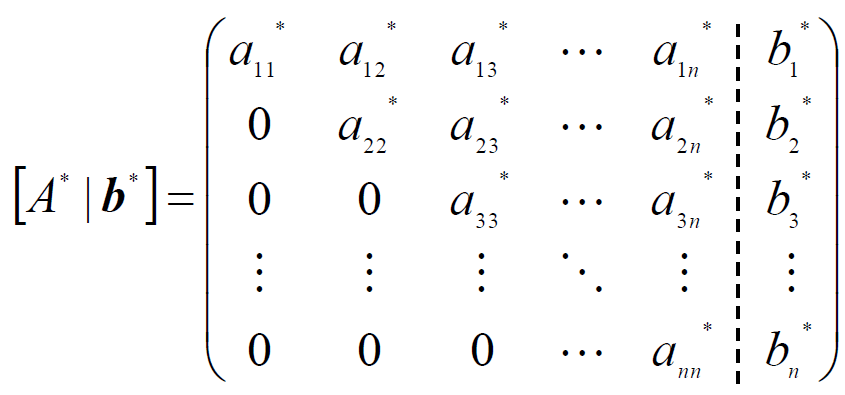 a₁₁* a₁₂* a₁₃* ⋯ a₁ₙ* b₁*
0 a₂₂* a₂₃* ⋯ a₂ₙ* b₂*
[A* | b*] = 0 0 a₃₃* ⋯ a₃ₙ* b₃*
⋮ ⋮ ⋮ ⋱ ⋮ ⋮
0 0 0 ⋯ aₙₙ* bₙ*